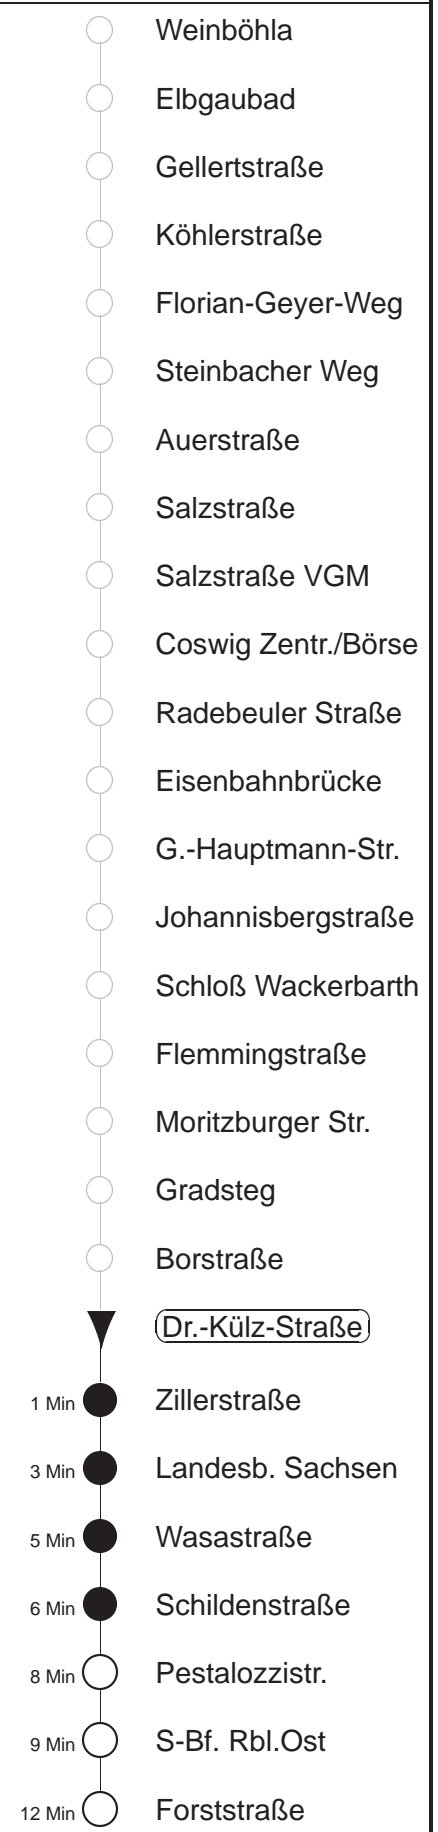 Weinböhla
Elbgaubad
Gellertstraße
Köhlerstraße
Florian-Geyer-Weg
Steinbacher Weg
Auerstraße
Salzstraße
Salzstraße VGM
Coswig Zentr./Börse
Radebeuler Straße
Eisenbahnbrücke
G.-Hauptmann-Str.
Johannisbergstraße
Schloß Wackerbarth
Flemmingstraße
Moritzburger Str.
Gradsteg
Borstraße
Dr.-Külz-Straße
1 Min Zillerstraße
3 Min Landesb. Sachsen
5 Min Wasastraße
6 Min Schildenstraße
8 Min Pestalozzistr.
9 Min S-Bf. Rbl.Ost
12 Min Forststraße